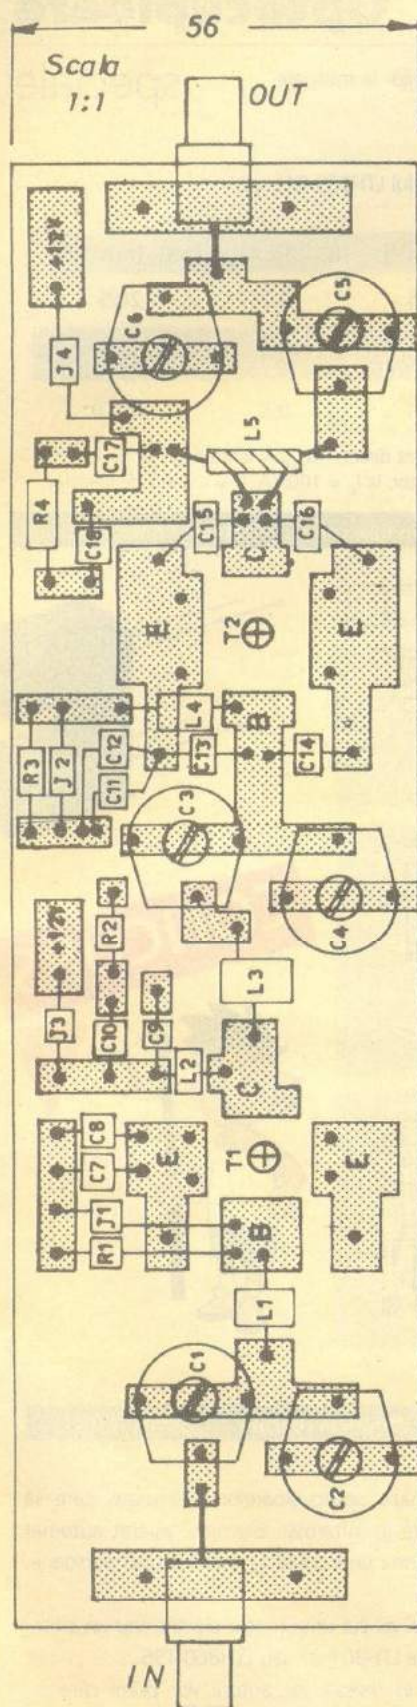 56
Scala
1:1
OUT
+12V
C6
C5
J4
L5
C17
R4
C18
C15
C
C16
E
T2
E
L4
B
R3
J2
C12
C11
C13
C14
C3
+12V
R2
C4
J3
C10
C9
L3
L2
C
C8
C7
E
T1
E
J1
R1
B
L1
C1
C2
IN